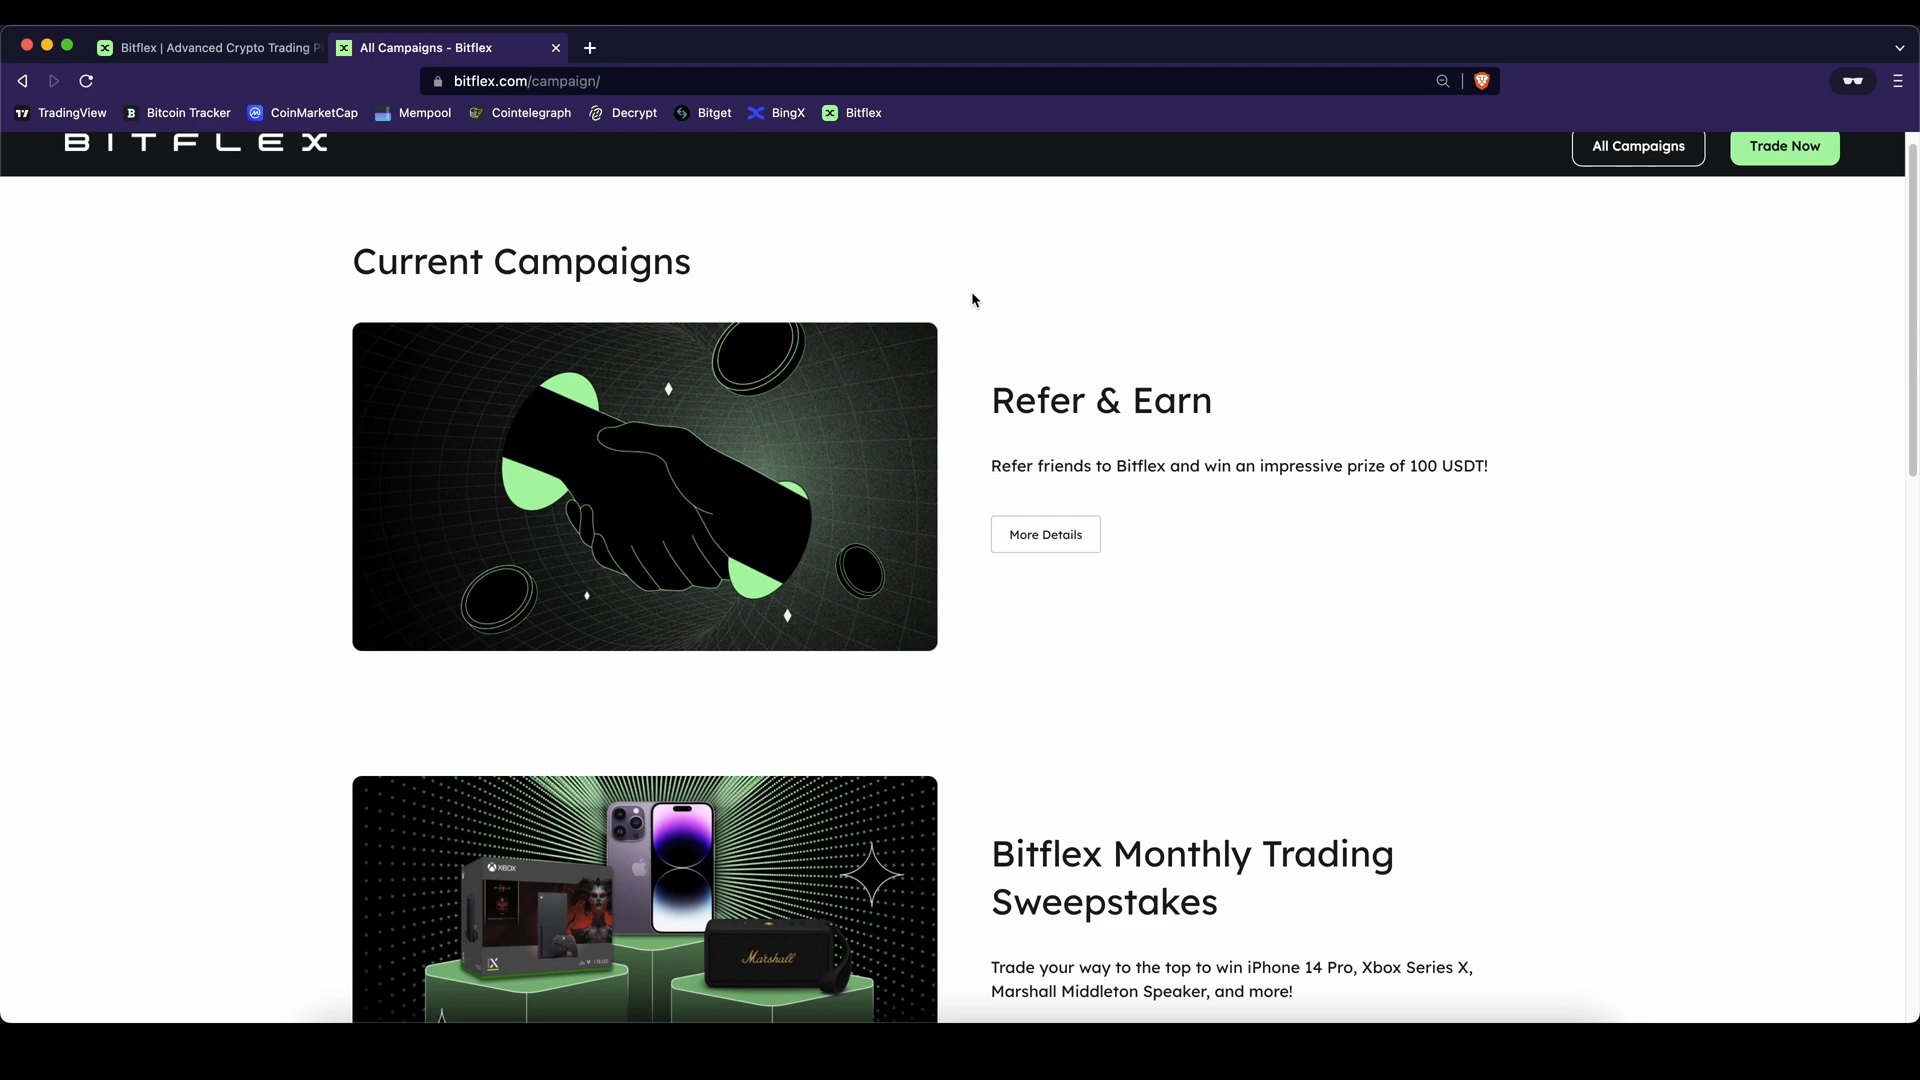 Bitflex | Advanced Crypto Trading P
All Campaigns - Bitflex
bitflex.com/campaign/
TradingView Bitcoin Tracker CoinMarketCap Mempool Cointelegraph Decrypt Bitget BingX Bitflex
BITFLEX
All Campaigns
Trade Now
Current Campaigns
Refer & Earn
Refer friends to Bitflex and win an impressive prize of 100 USDT!
More Details
XBOX
Marshall
Bitflex Monthly Trading
Sweepstakes
Trade your way to the top to win iPhone 14 Pro, Xbox Series X,
Marshall Middleton Speaker, and more!